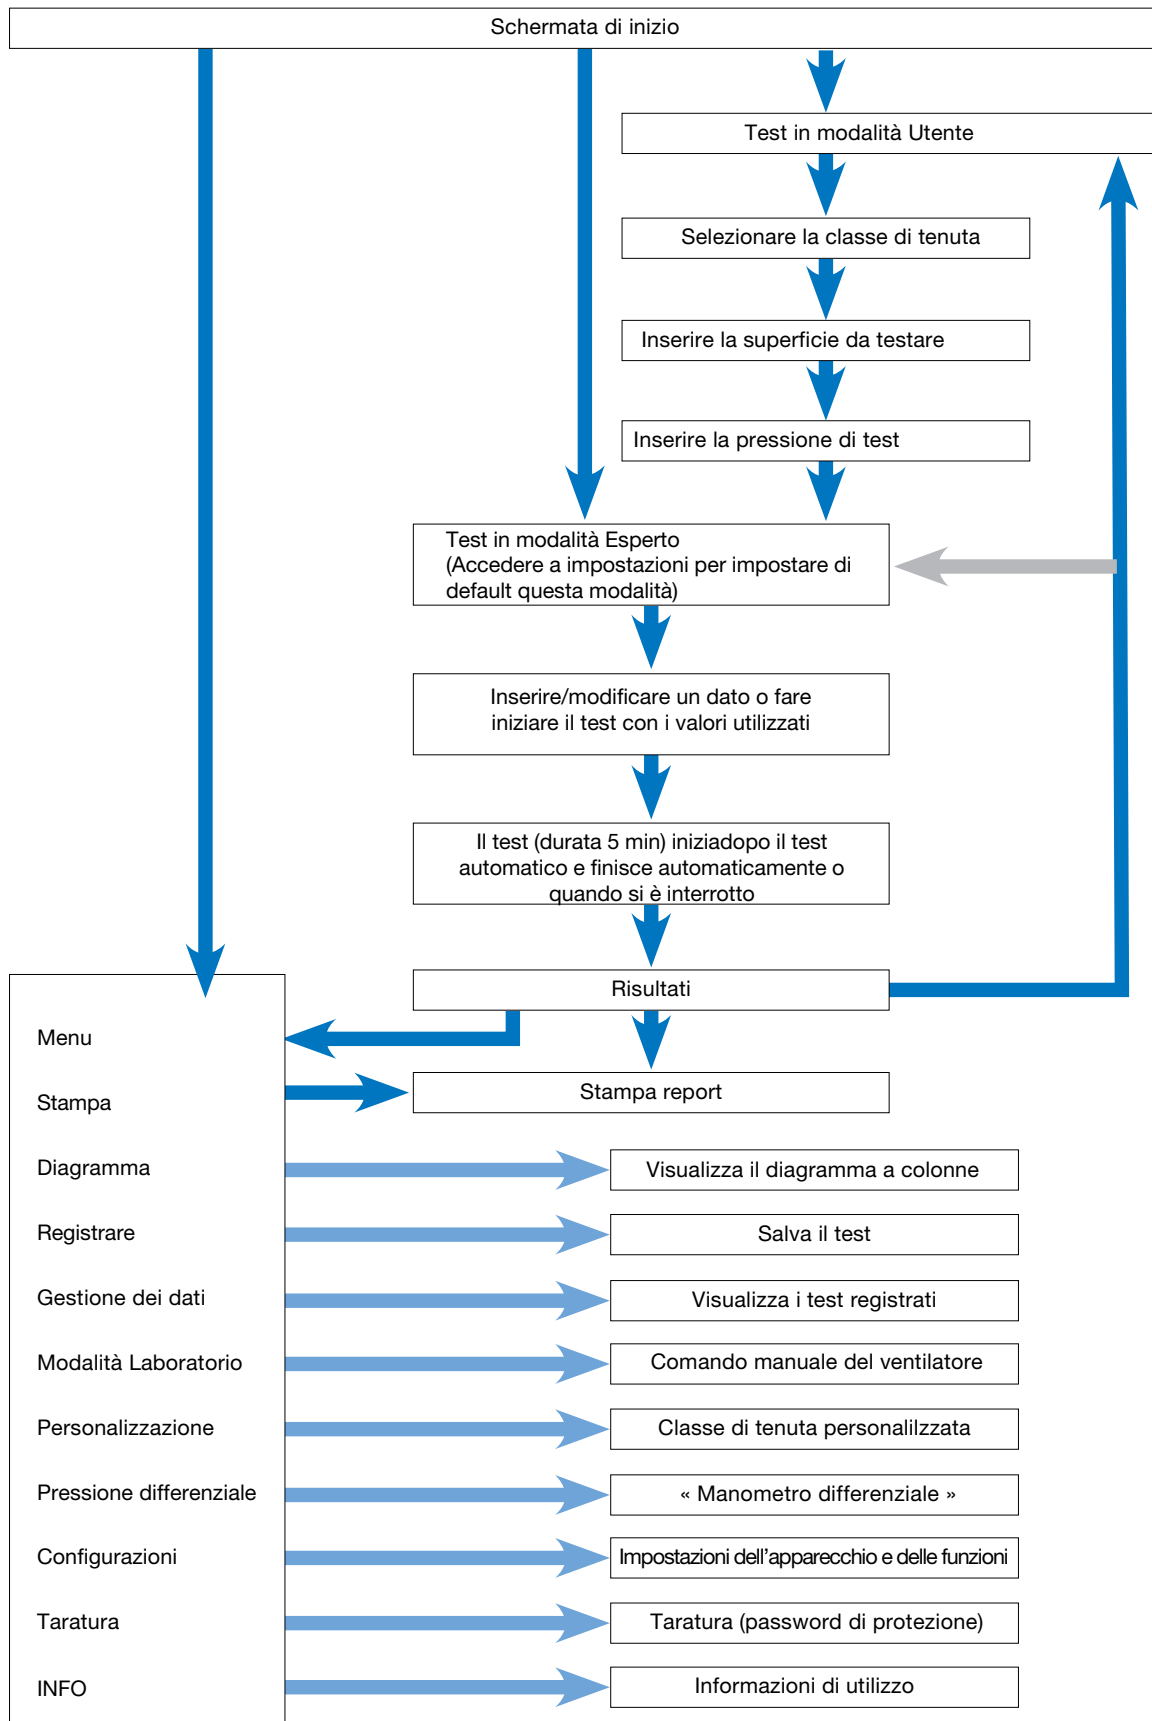 Schermata di inizio
Test in modalità Utente
Selezionare la classe di tenuta
Inserire la superficie da testare
Inserire la pressione di test
Test in modalità Esperto
(Accedere a impostazioni per impostare di
default questa modalità)
Inserire/modificare un dato o fare
iniziare il test con i valori utilizzati
Il test (durata 5 min) iniziadopo il test
automatico e finisce automaticamente o
quando si è interrotto
Risultati
Menu
Stampa
Stampa report
Diagramma
Visualizza il diagramma a colonne
Registrare
Salva il test
Gestione dei dati
Visualizza i test registrati
Modalità Laboratorio
Comando manuale del ventilatore
Personalizzazione
Classe di tenuta personalilzzata
Pressione differenziale
« Manometro differenziale »
Configurazioni
Impostazioni dell'apparecchio e delle funzioni
Taratura
Taratura (password di protezione)
INFO
Informazioni di utilizzo